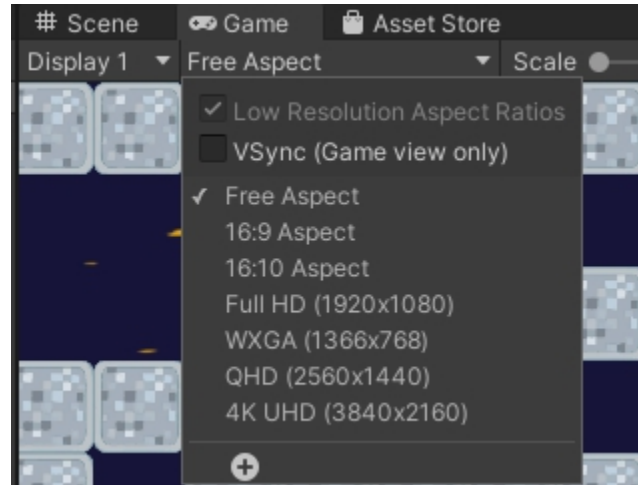 Scene Game Asset Store
Display 1 Free Aspect Scale
Low Resolution Aspect Ratios
VSync (Game view only)
Free Aspect
16:9 Aspect
16:10 Aspect
Full HD (1920x1080)
WXGA (1366x768)
QHD (2560x1440)
4K UHD (3840x2160)